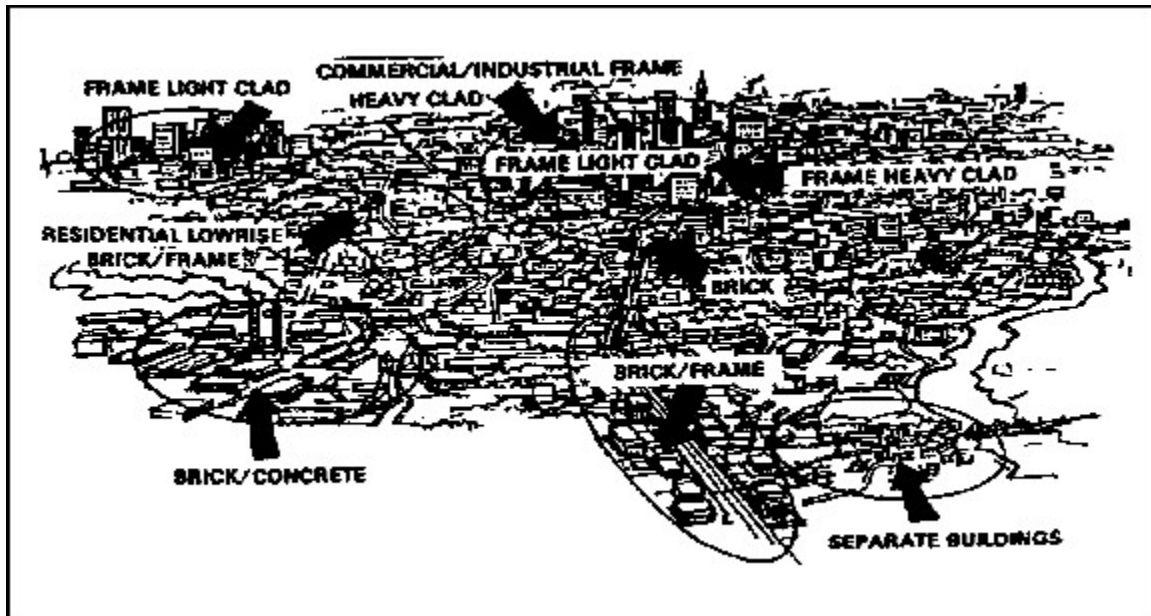 COMMERCIAL/INDUSTRIAL FRAME
HEAVY CLAD
FRAME LIGHT CLAD
FRAME LIGHT CLAD
FRAME HEAVY CLAD
RESIDENTIAL LOWRISE
BRICK/FRAME
BRICK
BRICK/FRAME
BRICK/CONCRETE
SEPARATE BUILDINGS